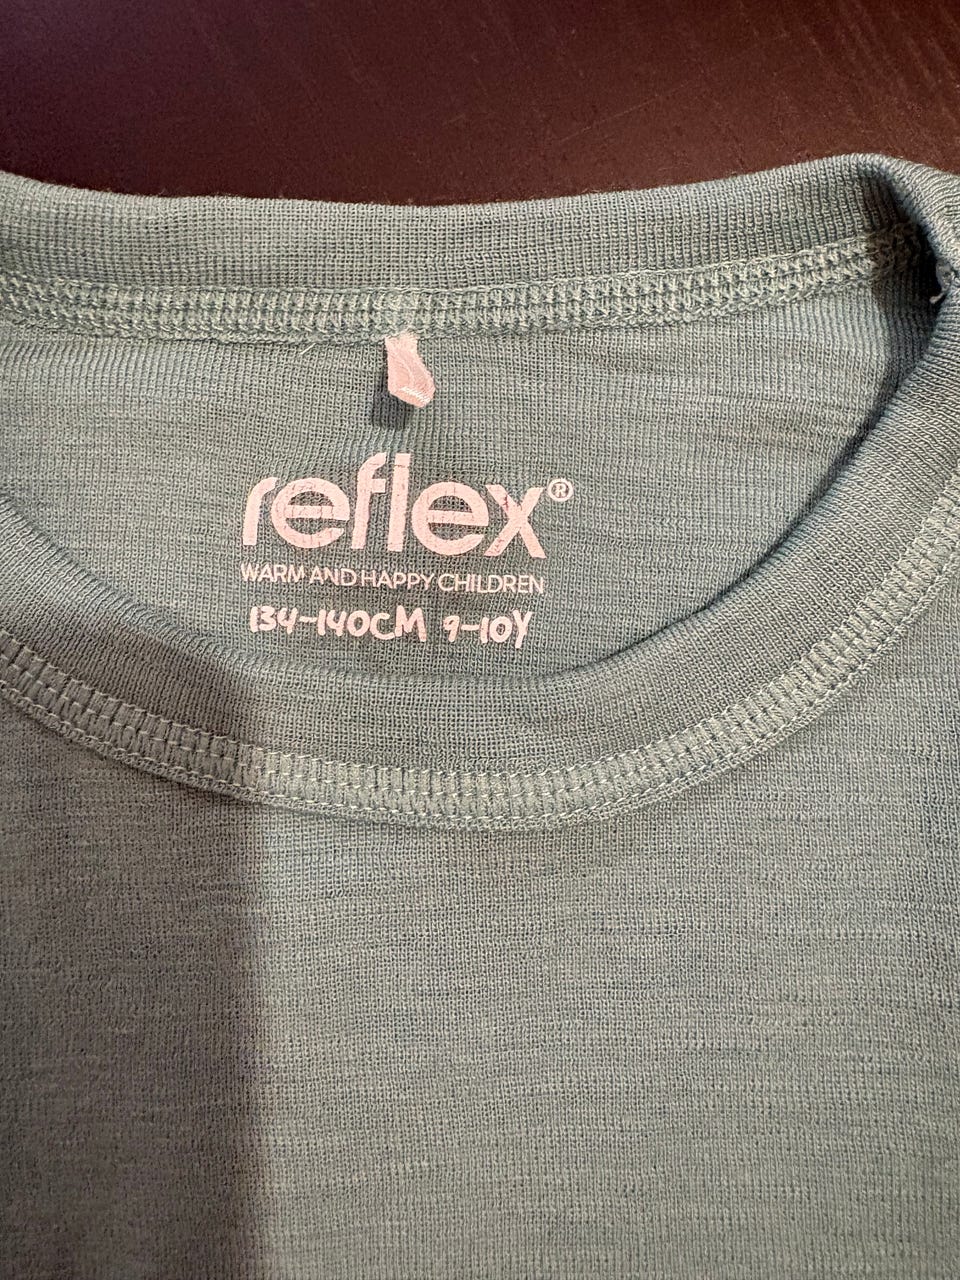 reflex®
WARM AND HAPPY CHILDREN
134-140CM 9-10Y